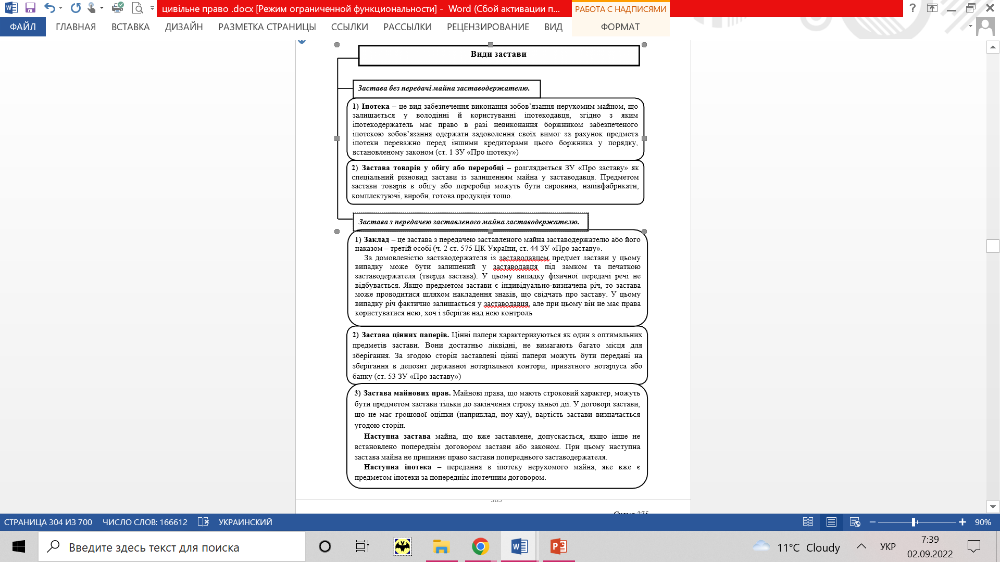 цивільне право .docx [Режим ограниченной функциональности] - Word (Сбой активации п...
РАБОТА С НАДПИСЯМИ
ФАЙЛ ГЛАВНАЯ ВСТАВКА ДИЗАЙН РАЗМЕТКА СТРАНИЦЫ ССЫЛКИ РАССЫЛКИ РЕЦЕНЗИРОВАНИЕ ВИД ФОРМАТ
Види застави
Застава без передачі майна заставодержателю.
1) Іпотека – це вид забезпечення виконання зобов’язання нерухомим майном, що
залишається у володінні й користуванні іпотекодавця, згідно з яким
іпотекодержатель має право в разі невиконання боржником забезпеченого
іпотекою зобов’язання одержати задоволення своїх вимог за рахунок предмета
іпотеки переважно перед іншими кредиторами цього боржника у порядку,
встановленому законом (ст. 1 ЗУ «Про іпотеку»)
2) Застава товарів у обігу або переробці – розглядається ЗУ «Про заставу» як
спеціальний різновид застави із залишенням майна у заставодавця. Предметом
застави товарів в обігу або переробці можуть бути сировина, напівфабрикати,
комплектуючі, вироби, готова продукція тощо.
Застава з передачею заставленого майна заставодержателю.
1) Заклад – це застава з передачею заставленого майна заставодержателю або його
наказом – третій особі (ч. 2 ст. 575 ЦК України, ст. 44 ЗУ «Про заставу».
За домовленістю заставодержателя із заставодавцем предмет застави у цьому
випадку може бути залишений у заставодавця під замком та печаткою
заставодержателя (тверда застава). У цьому випадку фізичної передачі речі не
відбувається. Якщо предметом застави є індивідуально-визначена річ, то застава
може проводитися шляхом накладення знаків, що свідчать про заставу. У цьому
випадку річ фактично залишається у заставодавця, але при цьому він не має права
користуватися нею, хоч і зберігає над нею контроль
2) Застава цінних паперів. Цінні папери характеризуються як один з оптимальних
предметів застави. Вони достатньо ліквідні, не вимагають багато місця для
зберігання. За згодою сторін заставлені цінні папери можуть бути передані на
зберігання в депозит державної нотаріальної контори, приватного нотаріуса або
банку (ст. 53 ЗУ «Про заставу»)
3) Застава майнових прав. Майнові права, що мають строковий характер, можуть
бути предметом застави тільки до закінчення строку їхньої дії. У договорі застави,
що не має грошової оцінки (наприклад, ноу-хау), вартість застави визначається
угодою сторін.
Наступна застава майна, що вже заставлене, допускається, якщо інше не
встановлено попереднім договором застави або законом. При цьому наступна
застава майна не припиняє право застави попереднього заставодержателя.
Наступна іпотека – передання в іпотеку нерухомого майна, яке вже є
предметом іпотеки за попереднім іпотечним договором.
СТРАНИЦА 304 ИЗ 700 ЧИСЛО СЛОВ: 166612 УКРАИНСКИЙ 90%
Введите здесь текст для поиска
11°C Cloudy
УКР
7:39
02.09.2022